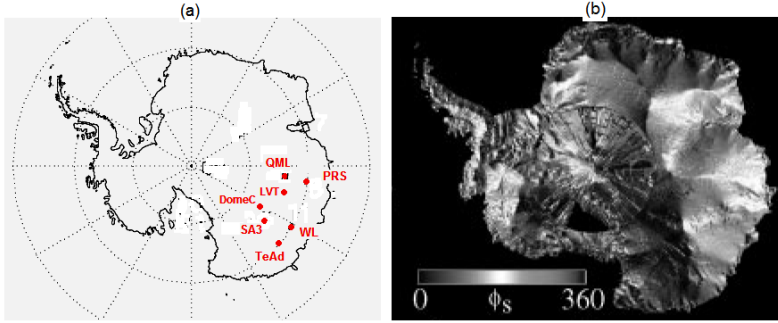 (a)
(b)
QML
PRS
LVT
DomeC
SA3
WL
TeAd
0 ϕs 360